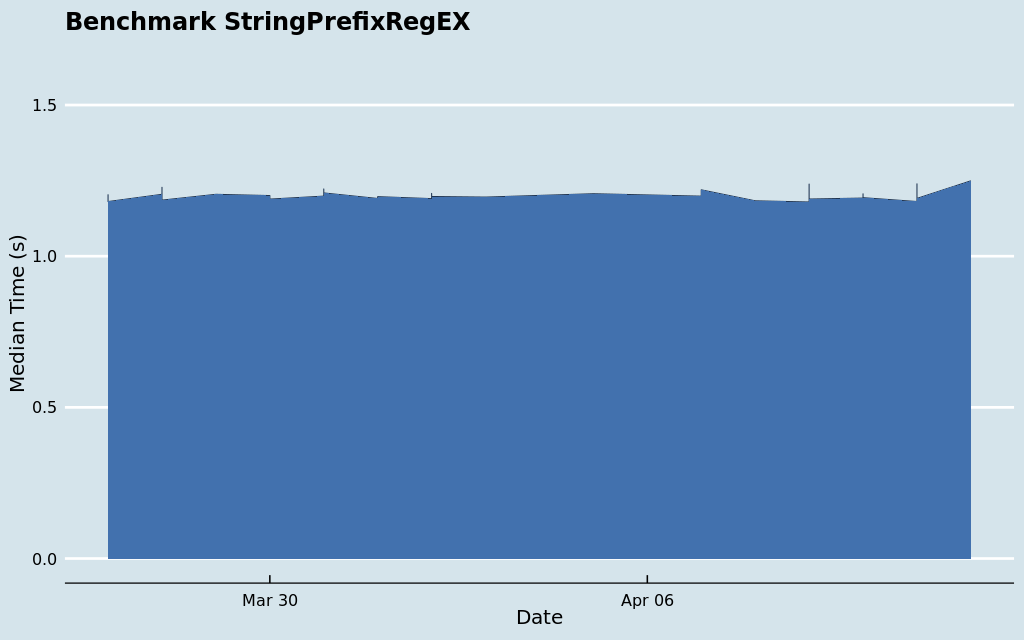 Benchmark StringPrefixRegEX
1.5
1.0
0.5
0.0
Median Time (s)
Mar 30
Apr 06
Date